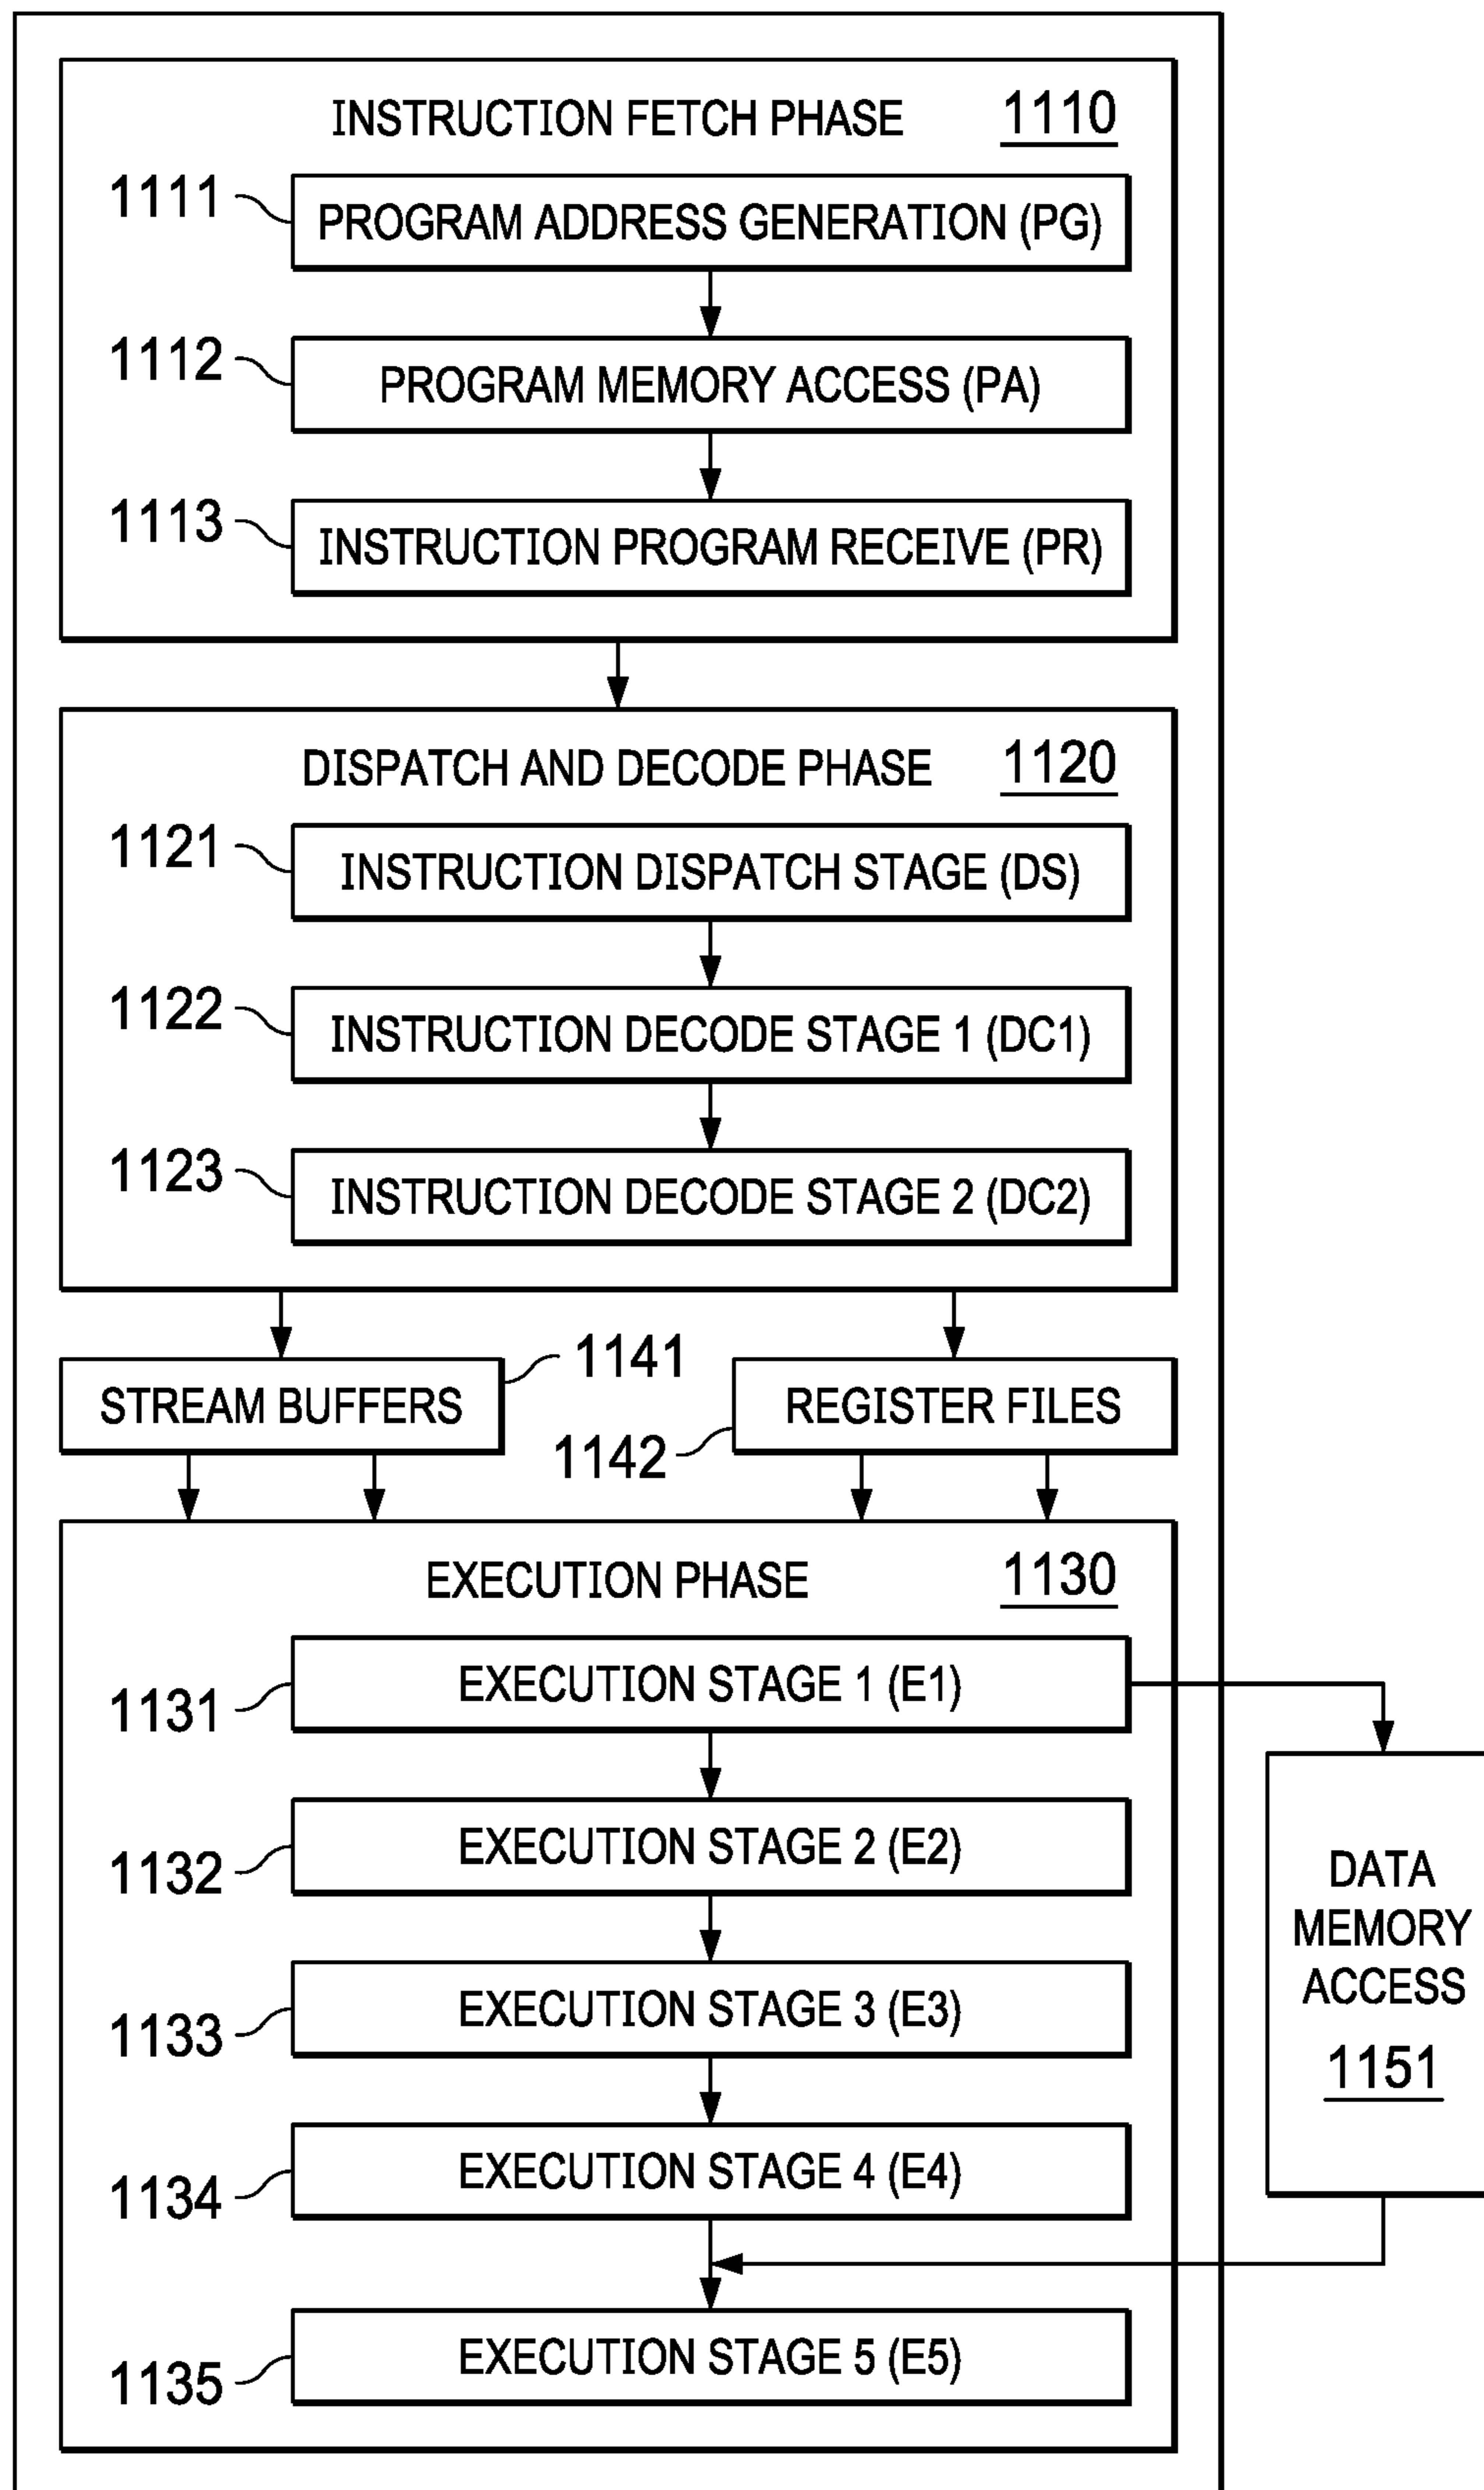 INSTRUCTION FETCH PHASE 1110
1111 PROGRAM ADDRESS GENERATION (PG)
1112 PROGRAM MEMORY ACCESS (PA)
1113 INSTRUCTION PROGRAM RECEIVE (PR)
DISPATCH AND DECODE PHASE 1120
1121 INSTRUCTION DISPATCH STAGE (DS)
1122 INSTRUCTION DECODE STAGE 1 (DC1)
1123 INSTRUCTION DECODE STAGE 2 (DC2)
STREAM BUFFERS 1141
1142 REGISTER FILES
EXECUTION PHASE 1130
1131 EXECUTION STAGE 1 (E1)
1132 EXECUTION STAGE 2 (E2)
1133 EXECUTION STAGE 3 (E3)
1134 EXECUTION STAGE 4 (E4)
1135 EXECUTION STAGE 5 (E5)
DATA
MEMORY
ACCESS
1151